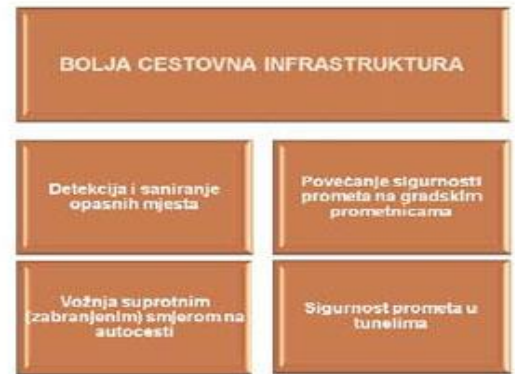 BOLJA CESTOVNA INFRASTRUKTURA
Detekcija i saniranje
opasnih mjesta
Povećanje sigurnosti
prometa na gradskim
prometnicama
Vožnja suprotnim
(zabranjenim) smjerom na
autocesti
Sigurnost prometa u
tunelima